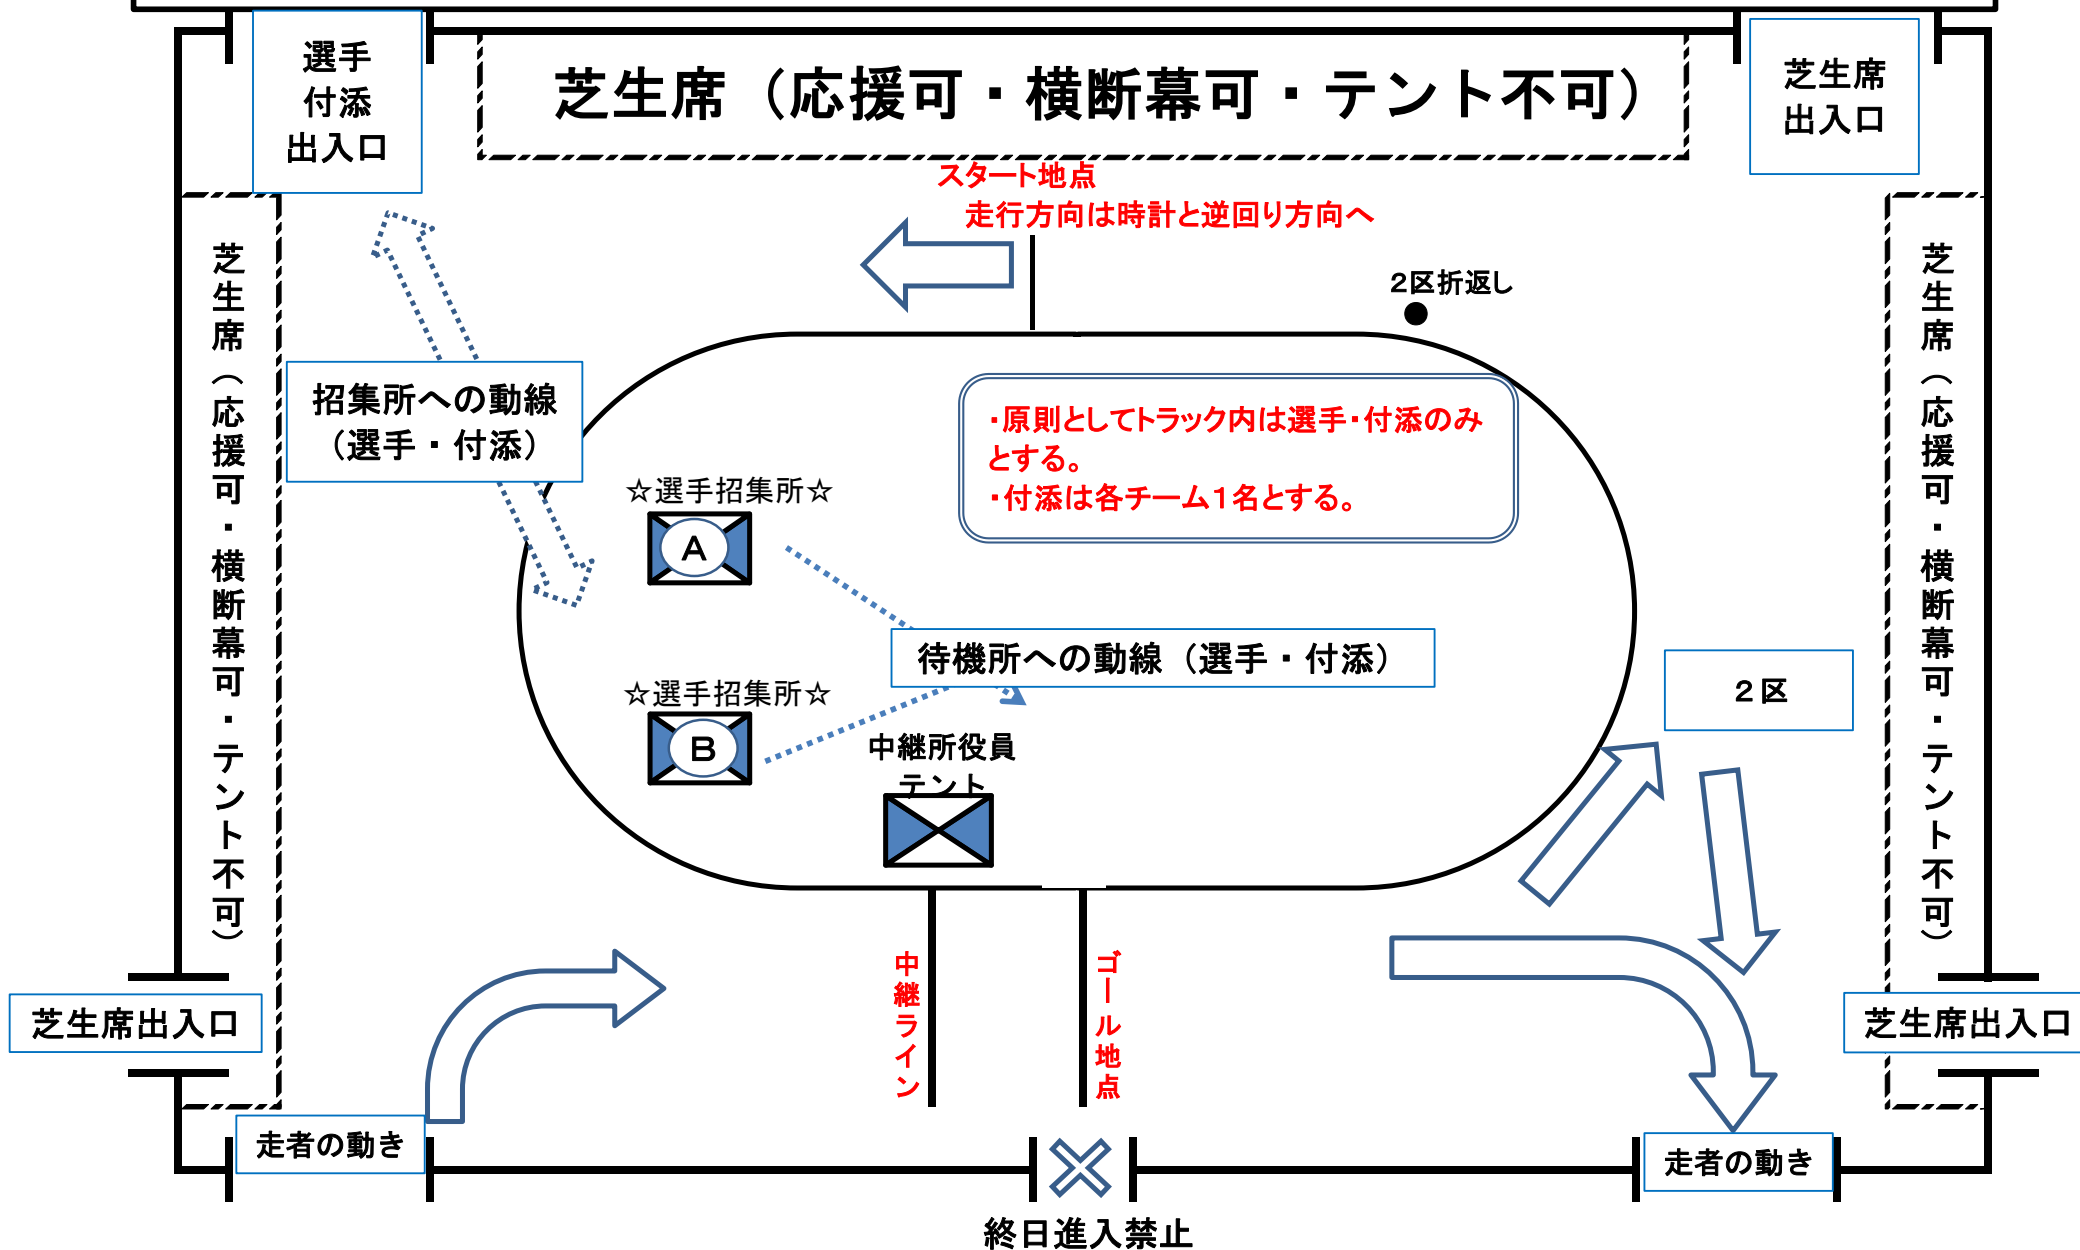 選手
付添
出入口
芝生席（応援可・横断幕可・テント不可）
芝生席
出入口
スタート地点
走行方向は時計と逆回り方向へ
２区折返し
芝生席（応援可・横断幕可・テント不可）
芝生席（応援可・横断幕可・テント不可）
招集所への動線
（選手・付添）
・原則としてトラック内は選手・付添のみ
とする。
・付添は各チーム１名とする。
☆選手招集所☆
A
待機所への動線（選手・付添）
☆選手招集所☆
B
２区
中継所役員
テント
中継ライン
ゴール地点
芝生席出入口
芝生席出入口
走者の動き
走者の動き
終日進入禁止